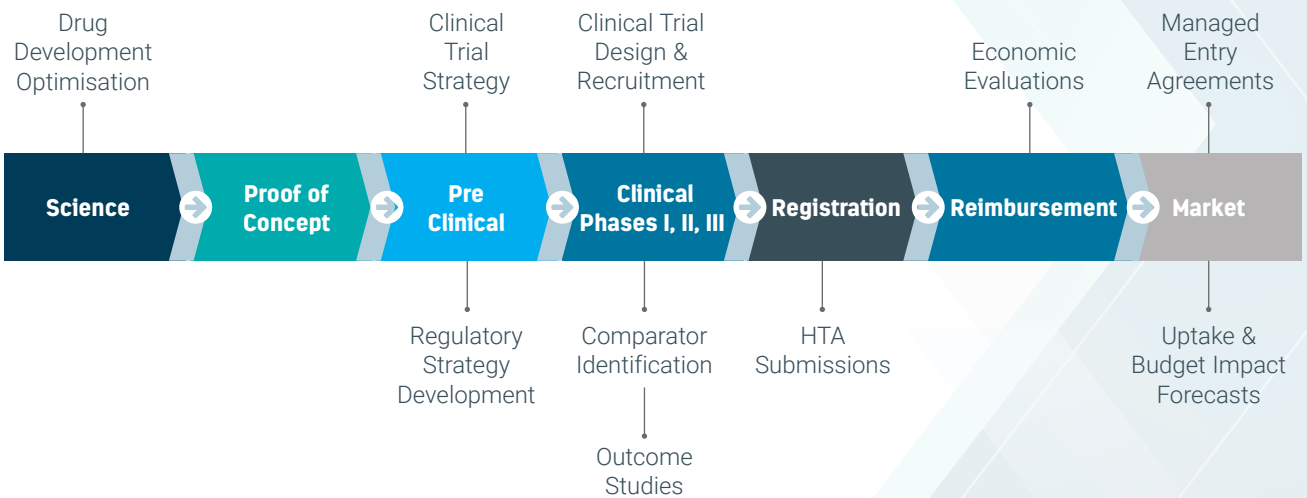 Drug
Development
Optimisation
Clinical
Trial
Strategy
Clinical Trial
Design &
Recruitment
Economic
Evaluations
Managed
Entry
Agreements
Science
Proof of
Concept
Pre
Clinical
Clinical
Phases I, II, III
Registration
Reimbursement
Market
Regulatory
Strategy
Development
Comparator
Identification
Outcome
Studies
HTA
Submissions
Uptake &
Budget Impact
Forecasts